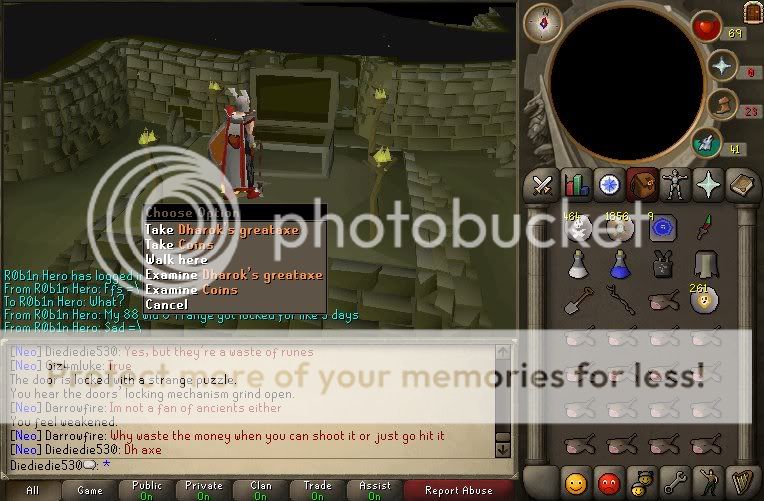 69
0
23
41
Choose Option
Take Dharok's greataxe
Take Coins
Walk here
Examine Dharok's greataxe
Examine Coins
Cancel
photobucket
464
1856
9
261
R0b1n Hero has logged
From R0b1n Hero: Ffs =
To R0b1n Hero: What?
From R0b1n Hero: My 88 range got locked for like 3 days
From R0b1n Hero: Sad =\
Protect more of your memories for less!
[Neo] Diediedie530: Yes, but they're a waste of runes
[Neo] Giz4mluke: True
The door is locked with a strange puzzle.
You hear the doors' locking mechanism grind open.
[Neo] Darrowfire: Im not a fan of ancients either
You feel weakened.
[Neo] Darrowfire: Why waste the money when you can shoot it or just go hit it
[Neo] Diediedie530: Dh axe
Diediedie530: *
All
Game
Public
On
Private
On
Clan
On
Trade
On
Assist
On
Report Abuse